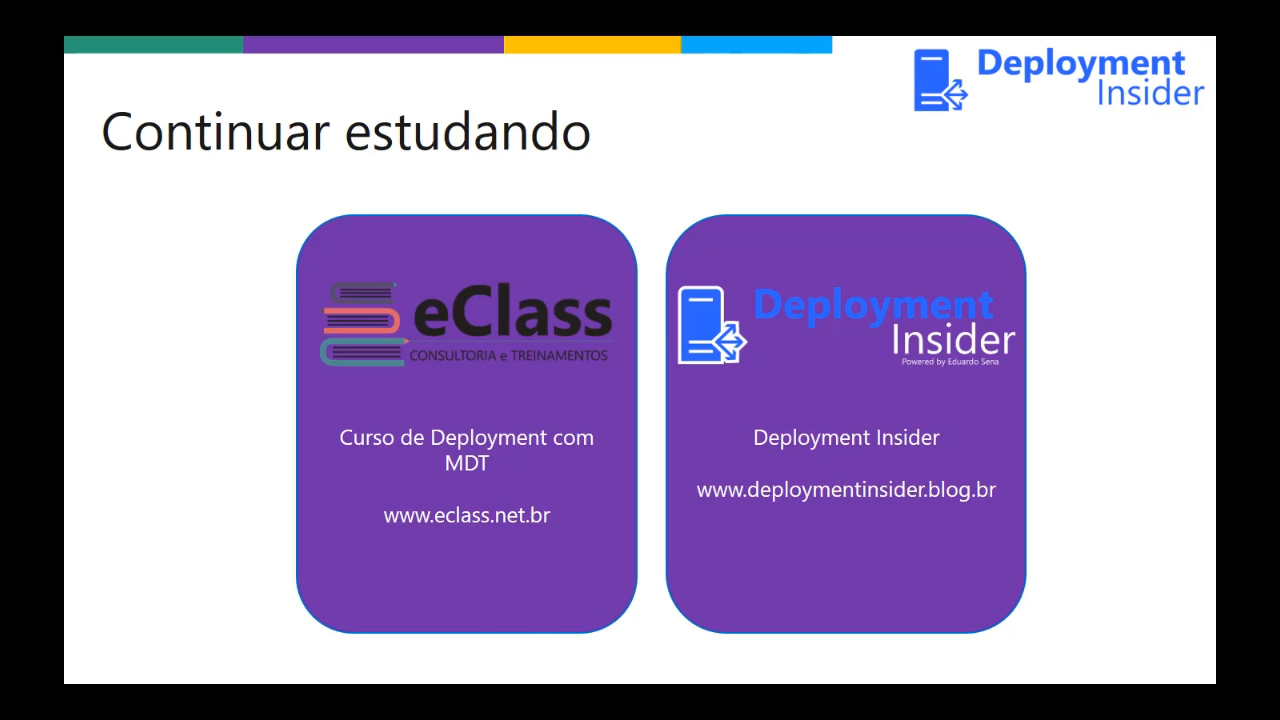 Deployment
Insider
Continuar estudando
eClass
CONSULTORIA e TREINAMENTOS
Curso de Deployment com
MDT
www.eclass.net.br
Deployment
Insider
Powered by Eduardo Sena
Deployment Insider
www.deploymentinsider.blog.br